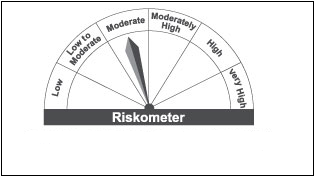 Low
Low to
Moderate
Moderate
Moderately
High
High
very High
Riskometer